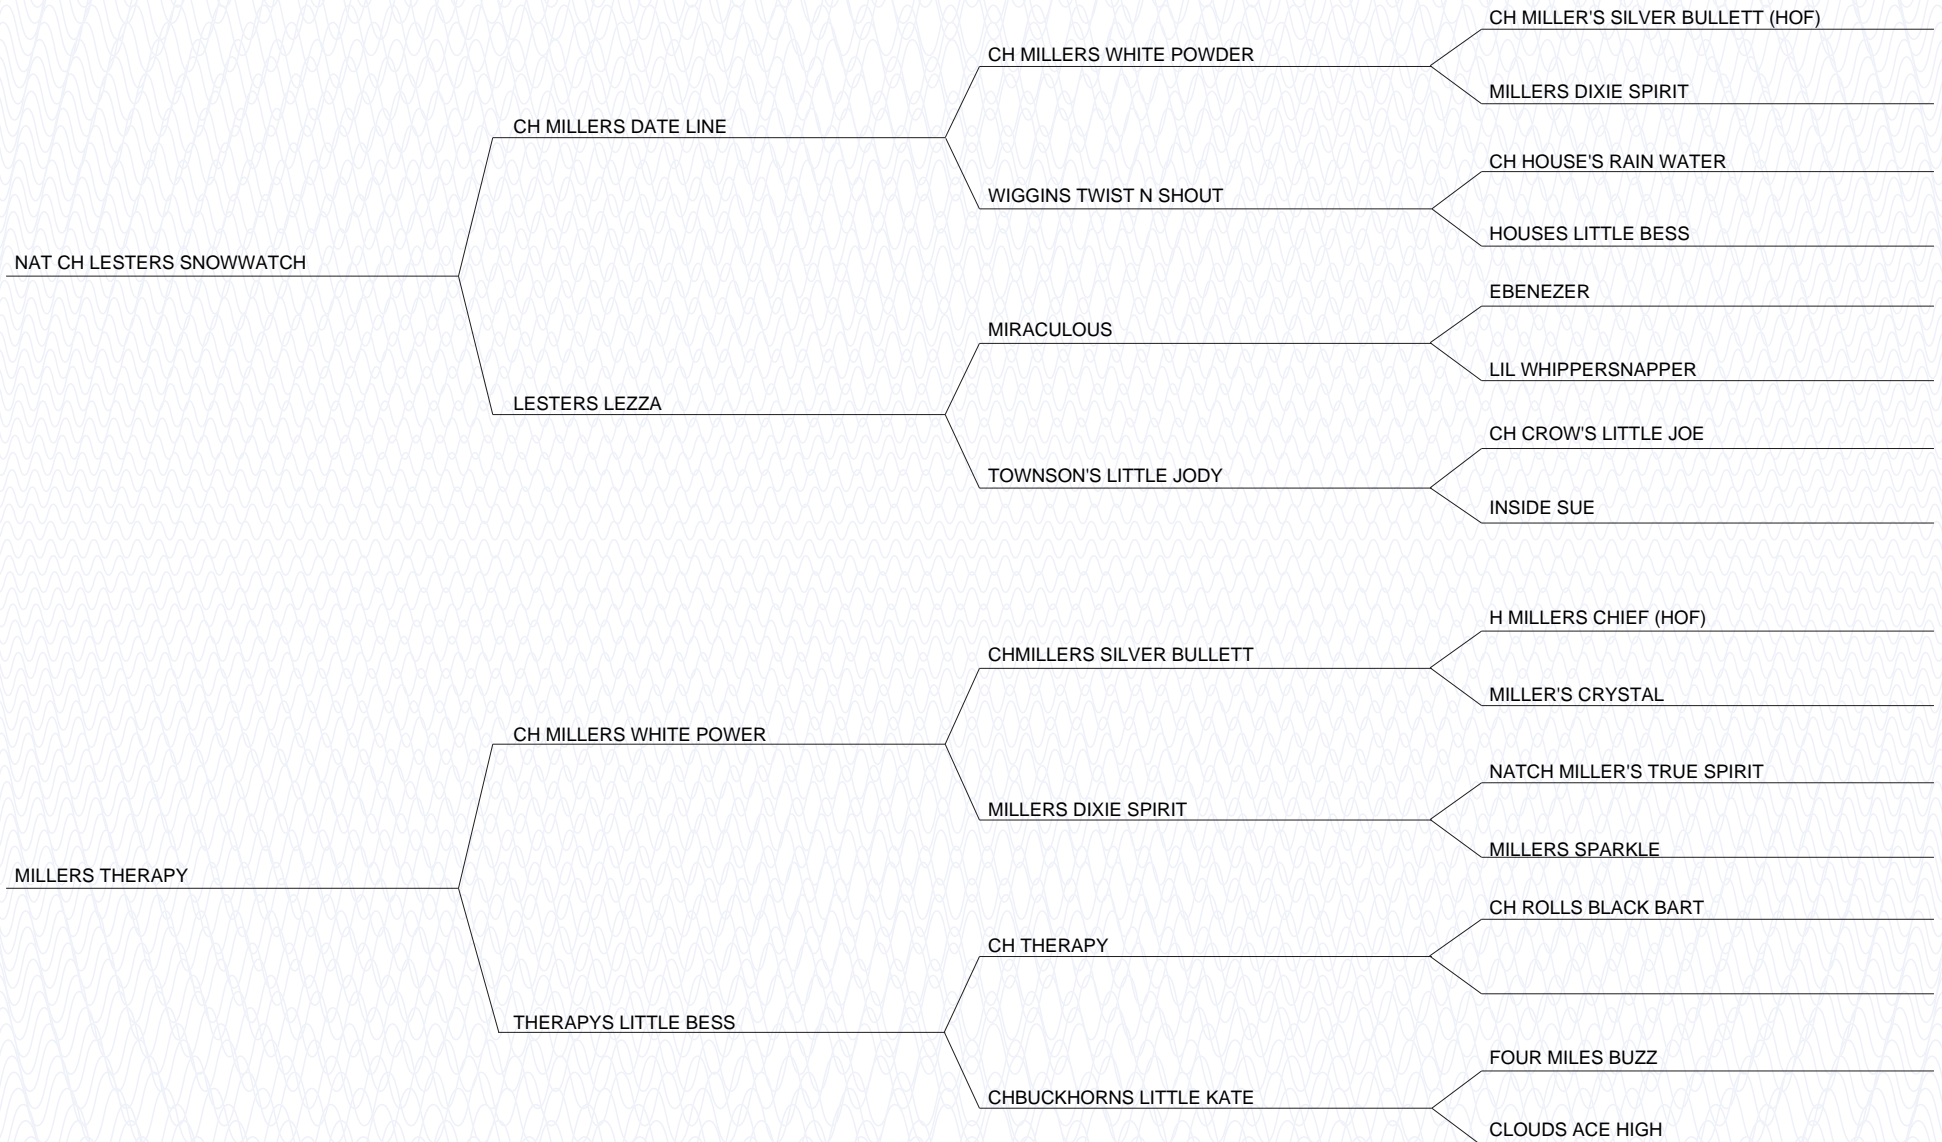 CH MILLER'S SILVER BULLETT (HOF)
CH MILLERS WHITE POWDER
MILLERS DIXIE SPIRIT
CH MILLERS DATE LINE
CH HOUSE'S RAIN WATER
WIGGINS TWIST N SHOUT
HOUSES LITTLE BESS
NAT CH LESTERS SNOWWATCH
EBENEZER
MIRACULOUS
LIL WHIPPERSNAPPER
LESTERS LEZZA
CH CROW'S LITTLE JOE
TOWNSON'S LITTLE JODY
INSIDE SUE
H MILLERS CHIEF (HOF)
CHMILLERS SILVER BULLETT
MILLER'S CRYSTAL
CH MILLERS WHITE POWER
NATCH MILLER'S TRUE SPIRIT
MILLERS DIXIE SPIRIT
MILLERS SPARKLE
MILLERS THERAPY
CH ROLLS BLACK BART
CH THERAPY
THERAPYS LITTLE BESS
FOUR MILES BUZZ
CHBUCKHORNS LITTLE KATE
CLOUDS ACE HIGH